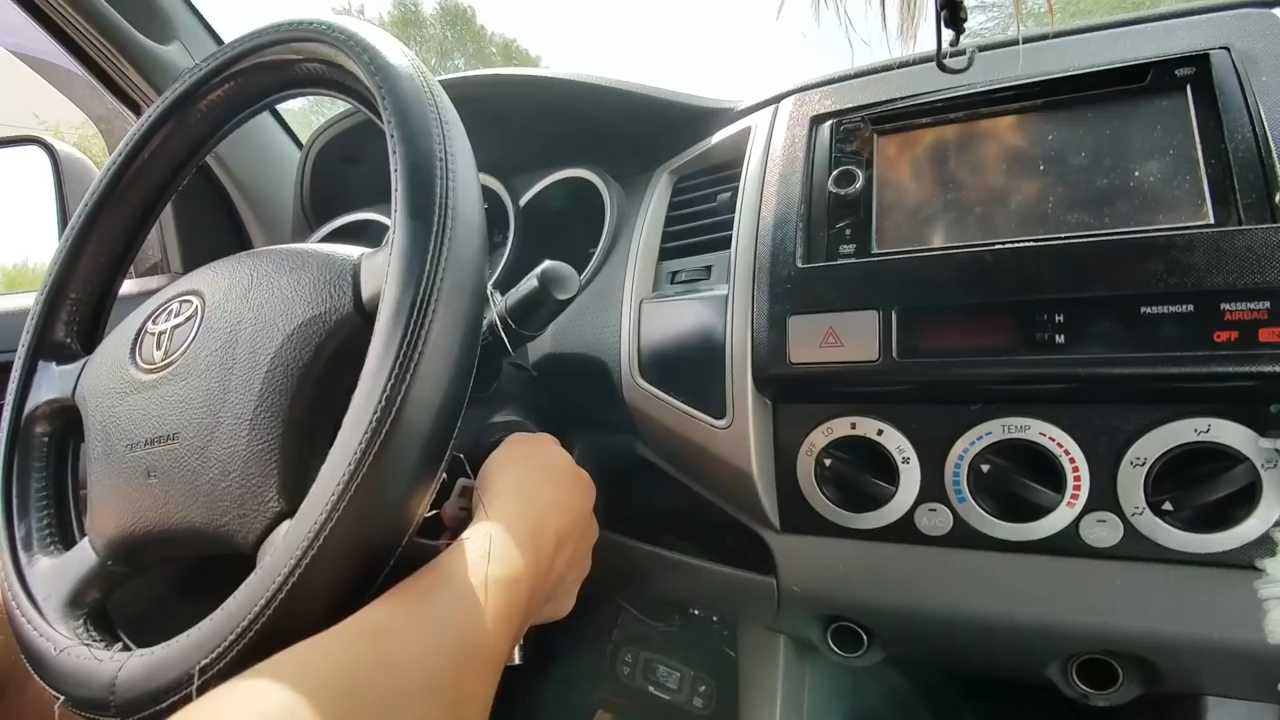 SRS AIRBAG
DVD
H
M
PASSENGER
PASSENGER
AIRBAG
OFF
OFF
LO
HI
TEMP
A/C